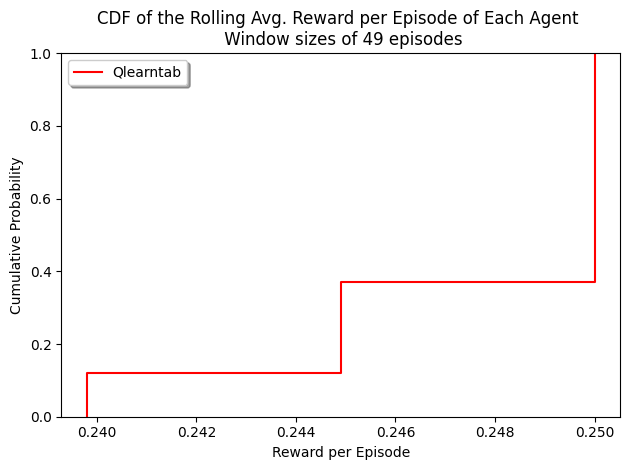 CDF of the Rolling Avg. Reward per Episode of Each Agent
Window sizes of 49 episodes
Qlearntab
Cumulative Probability
1.0
0.8
0.6
0.4
0.2
0.0
0.240
0.242
0.244
0.246
0.248
0.250
Reward per Episode